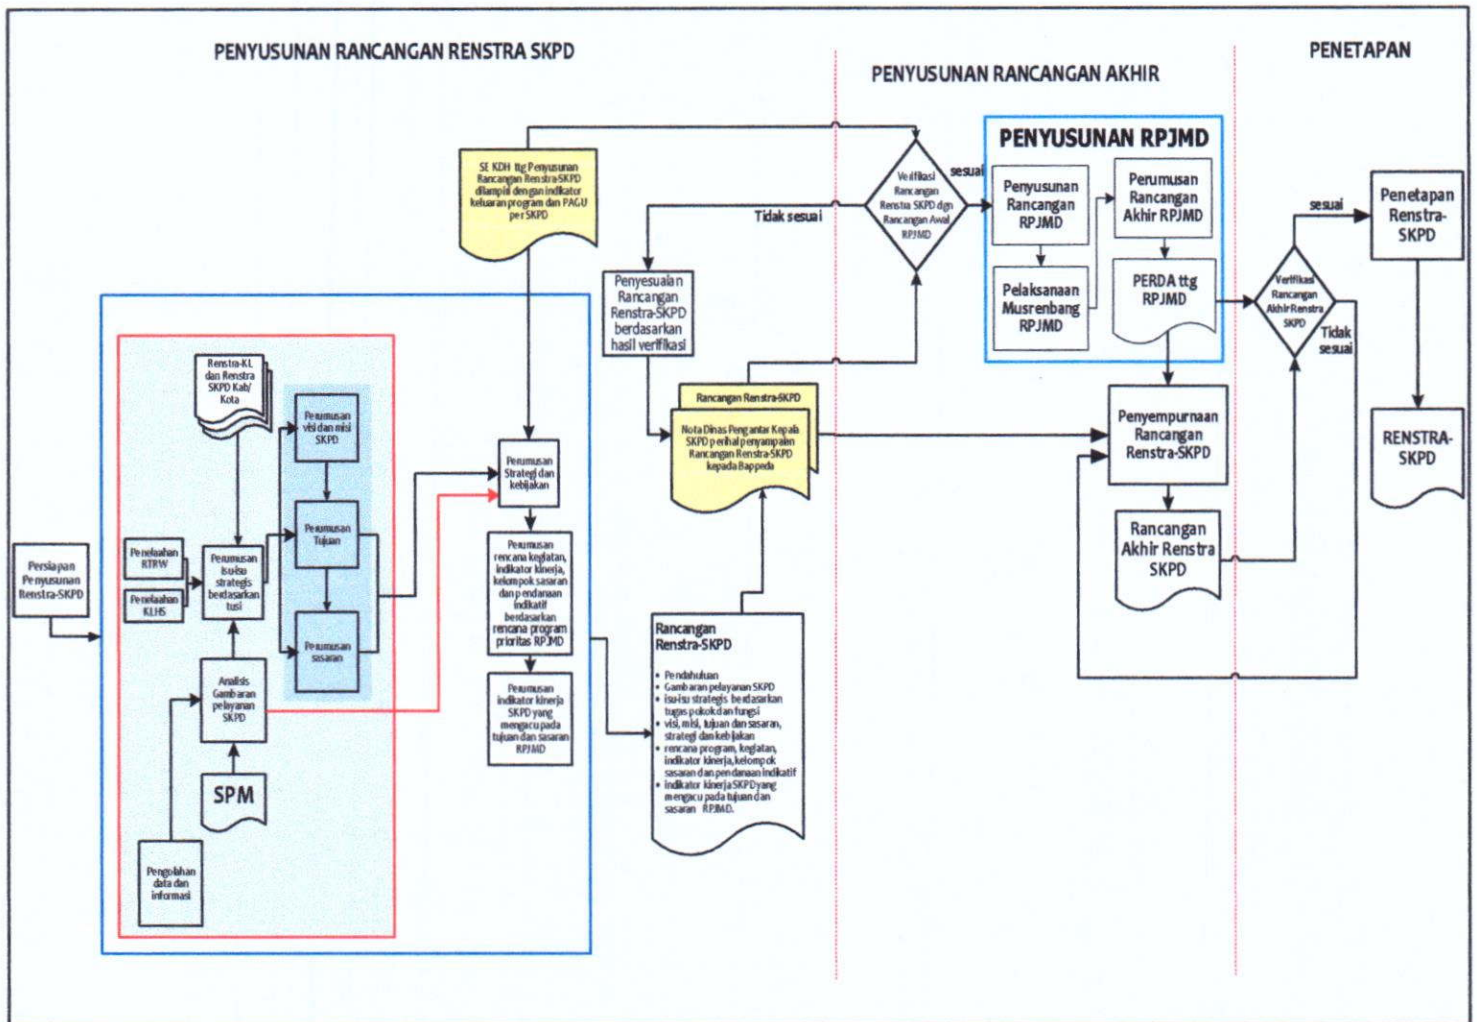 PENYUSUNAN RANCANGAN RENSTRA SKPD
PENYUSUNAN RANCANGAN AKHIR
PENETAPAN
SE KDH ttg Penyusunan
Rancangan Renstra-SKPD
dilampiri dengan indikator
keluaran program dan PAGU
per SKPD
Verifikasi
Rancangan
Renstra SKPD dgn
Rancangan Awal
RPJMD
sesuai
Tidak sesuai
PENYUSUNAN RPJMD
Penyusunan
Rancangan
RPJMD
Perumusan
Rancangan
Akhir RPJMD
Pelaksanaan
Musrenbang
RPJMD
PERDA ttg
RPJMD
sesuai
Penetapan
Renstra-
SKPD
Verifikasi
Rancangan
Akhir Renstra
SKPD
Tidak
sesuai
Penyesuaian
Rancangan
Renstra-SKPD
berdasarkan
hasil verifikasi
Renstra-KL
dan Renstra
SKPD Kab/
Kota
Perumusan
visi dan misi
SKPD
Rancangan Renstra-SKPD
Nota Dinas Pengantar Kepala
SKPD perihal penyampaian
Rancangan Renstra-SKPD
kepada Bappeda
Penyempurnaan
Rancangan
Renstra-SKPD
RENSTRA-
SKPD
Perumusan
Strategi dan
kebijakan
Perumusan
Tujuan
Persiapan
Penyusunan
Renstra-SKPD
Penelaahan
RTRW
Penelaahan
KLHS
Perumusan
isu-isu
strategis
berdasarkan
tusi
Perumusan
rencana kegiatan,
indikator kinerja,
kelompok sasaran
dan pendanaan
indikatif
berdasarkan
rencana program
prioritas RPJMD
Rancangan
Akhir Renstra
SKPD
Perumusan
sasaran
Analisis
Gambaran
pelayanan
SKPD
Perumusan
indikator kinerja
SKPD yang
mengacu pada
tujuan dan sasaran
RPJMD
Rancangan
Renstra-SKPD
• Pendahuluan
• Gambaran pelayanan SKPD
• isu-isu strategis berdasarkan
tugas pokok dan fungsi
• visi, misi, tujuan dan sasaran,
strategi dan kebijakan
• rencana program, kegiatan,
indikator kinerja, kelompok
sasaran dan pendanaan indikatif
• indikator kinerja SKPD yang
mengacu pada tujuan dan
sasaran RPJMD.
SPM
Pengolahan
data dan
informasi